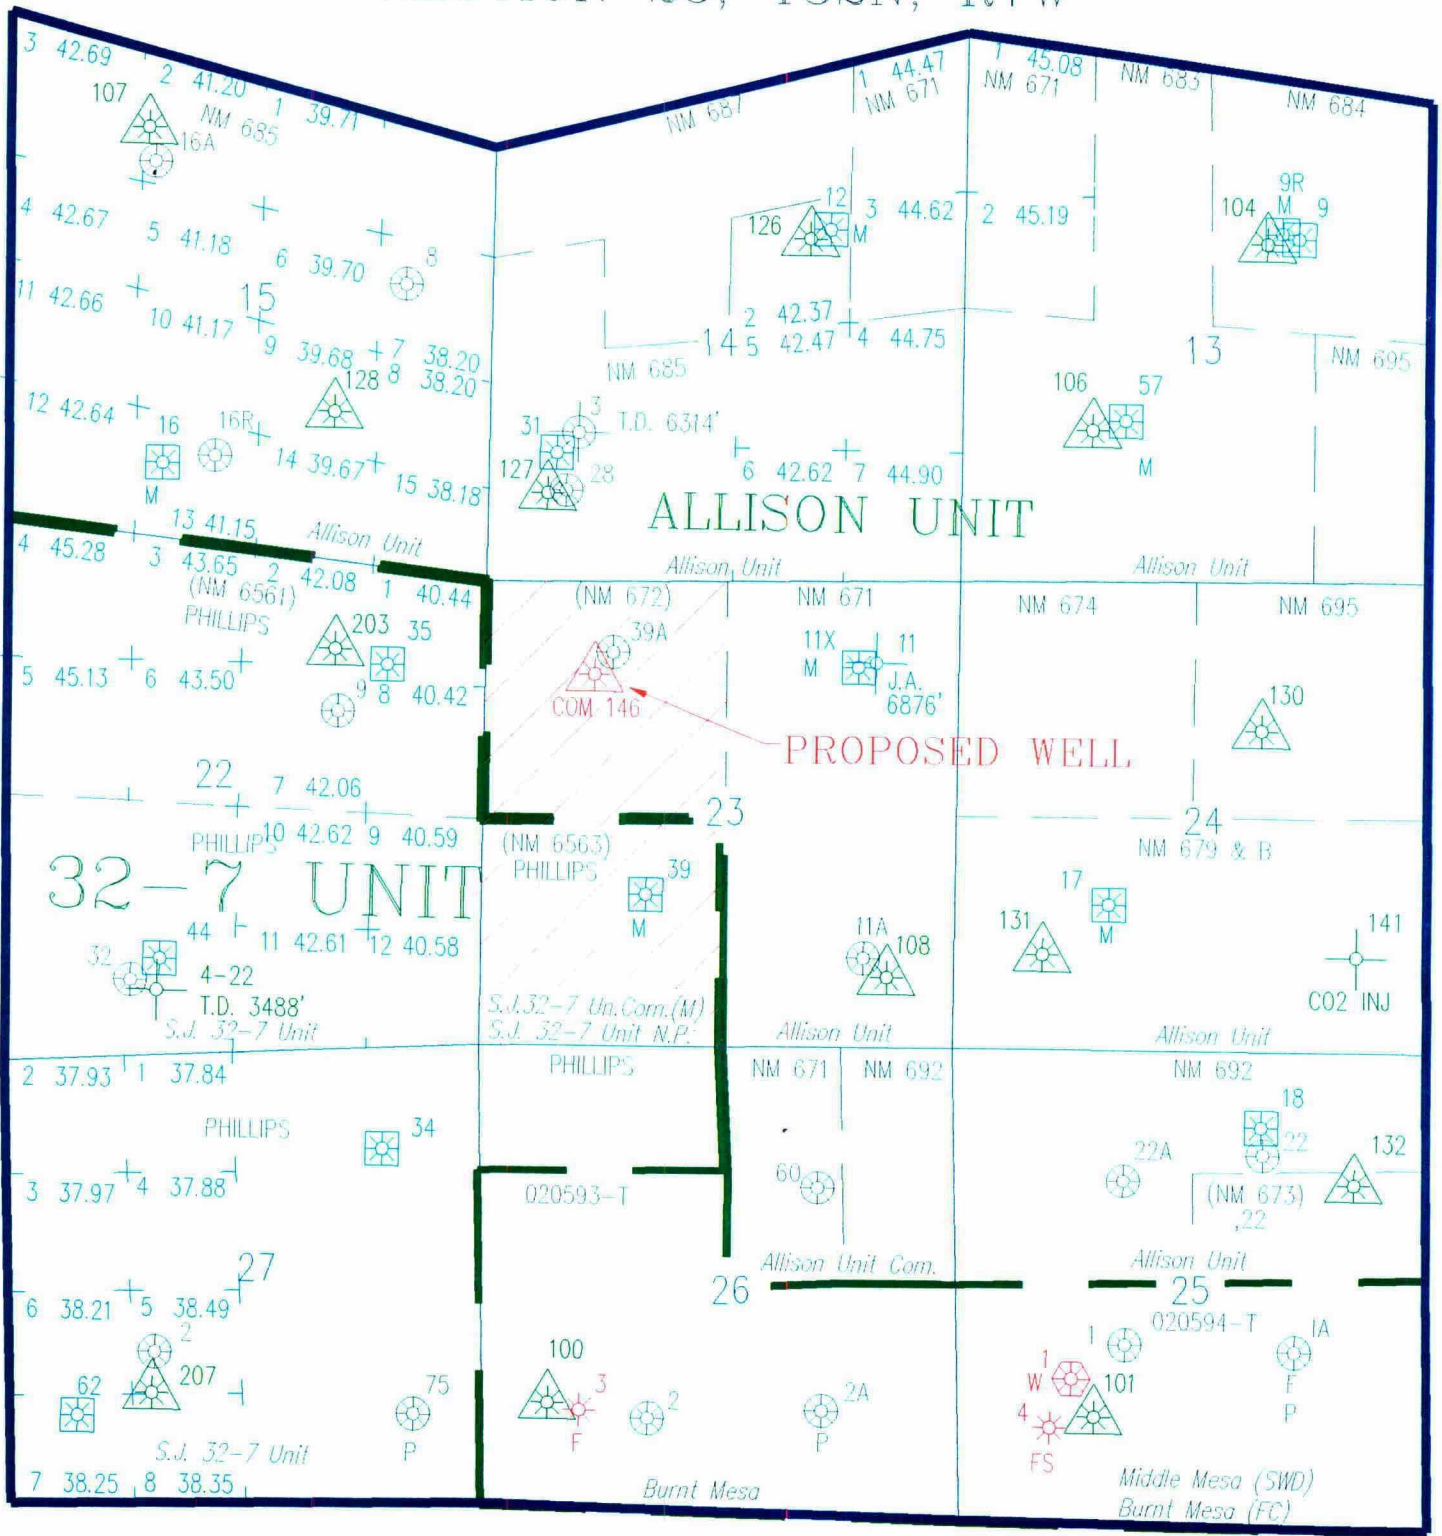 3 42.69
2 41.20
1 39.71
NM 685
107
16A
4 42.67
5 41.18
6 39.70
8
15
11 42.66
10 41.17
9 39.68
7 38.20
8 38.20
128
12 42.64
16
M
16R
14 39.67
15 38.18
13 41.15
Allison Unit
NM 687
1 44.47
NM 671
126
12
M
3 44.62
2 42.37
14
5 42.47
4 44.75
NM 685
3
T.D. 6314'
31
127
28
6 42.62
7 44.90
ALLISON UNIT
Allison Unit
1 45.08
NM 671
NM 683
NM 684
2 45.19
104
9R
M
9
13
NM 695
106
57
M
Allison Unit
4 45.28
3 43.65
2 42.08
1 40.44
(NM 6561)
PHILLIPS
203
35
5 45.13
6 43.50
9
8 40.42
22
7 42.06
PHILLIPS
10 42.62
9 40.59
32-7 UNIT
44
11 42.61
12 40.58
32
4-22
T.D. 3488'
S.J. 32-7 Unit
(NM 672)
39A
COM 146
PROPOSED WELL
NM 671
11X
M
11
J.A.
6876'
23
(NM 6563)
PHILLIPS
39
M
11A
108
S.J.32-7 Un.Com.(M)
S.J. 32-7 Unit N.P.
Allison Unit
NM 674
NM 695
130
24
NM 679 & B
17
M
131
141
CO2 INJ
Allison Unit
2 37.93
1 37.84
PHILLIPS
34
3 37.97
4 37.88
27
6 38.21
5 38.49
2
207
62
75
P
S.J. 32-7 Unit
7 38.25
8 38.35
PHILLIPS
NM 671
NM 692
60
020593-T
Allison Unit Com.
26
100
3
F
2
2A
P
Burnt Mesa
NM 692
18
22
22A
132
(NM 673)
,22
Allison Unit
25
020594-T
1
1A
F
P
1
W
101
4
FS
Middle Mesa (SWD)
Burnt Mesa (FC)